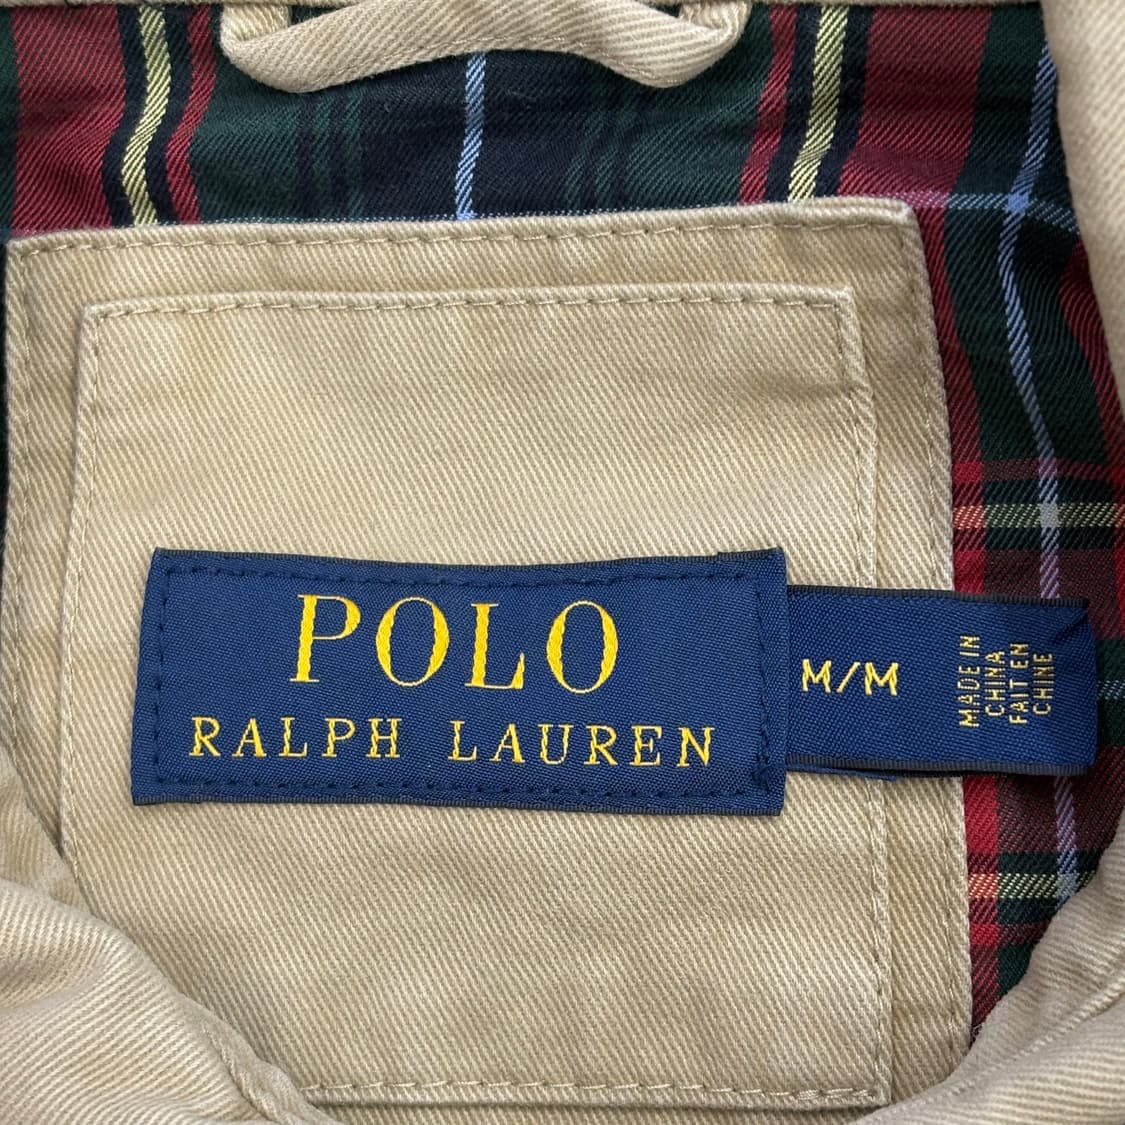 POLO
RALPH LAUREN
M/M
MADE IN
CHINA
FAIT EN
CHINE